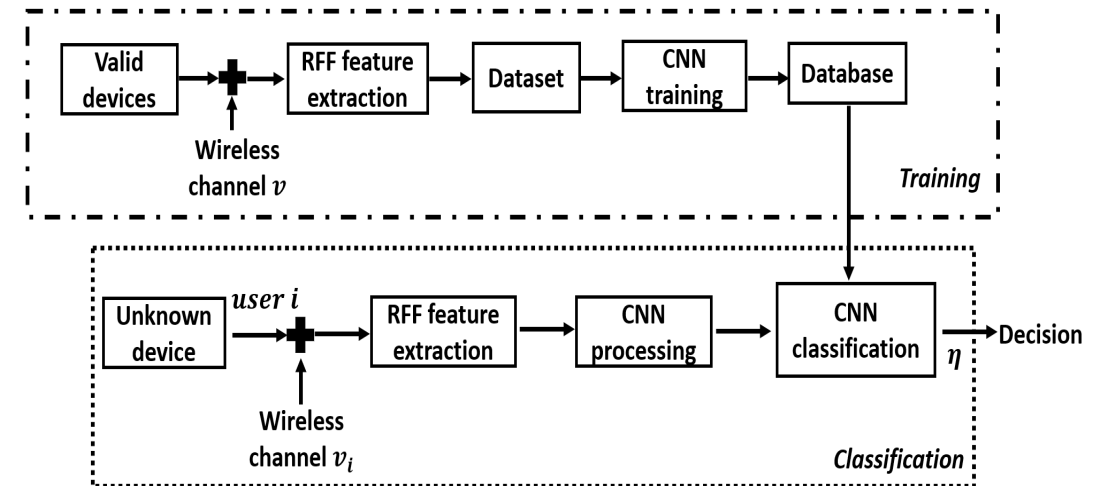 Valid
devices
RFF feature
extraction
Dataset
CNN
training
Database
Wireless
channel v
Training
Unknown
device
user i
RFF feature
extraction
CNN
processing
CNN
classification
η
Decision
Wireless
channel vᵢ
Classification